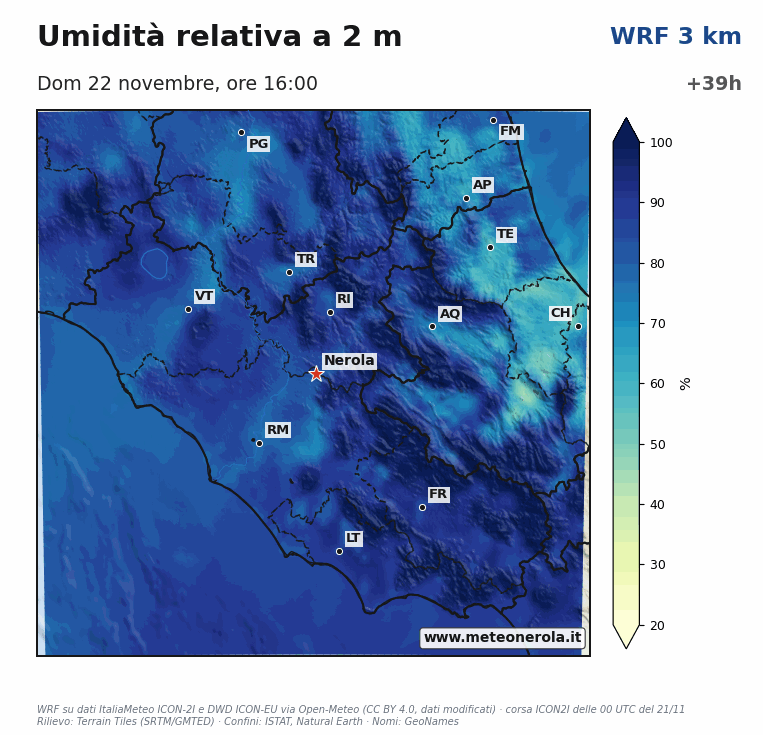 Umidità relativa a 2 m
WRF 3 km
Dom 22 novembre, ore 16:00
+39h
FM
PG
AP
TE
TR
VT
RI
AQ
CH
Nerola
RM
FR
LT
www.meteonerola.it
100
90
80
70
60
50
40
30
20
%
WRF su dati ItaliaMeteo ICON-2I e DWD ICON-EU via Open-Meteo (CC BY 4.0, dati modificati) · corsa ICON2I delle 00 UTC del 21/11
Rilievo: Terrain Tiles (SRTM/GMTED) · Confini: ISTAT, Natural Earth · Nomi: GeoNames